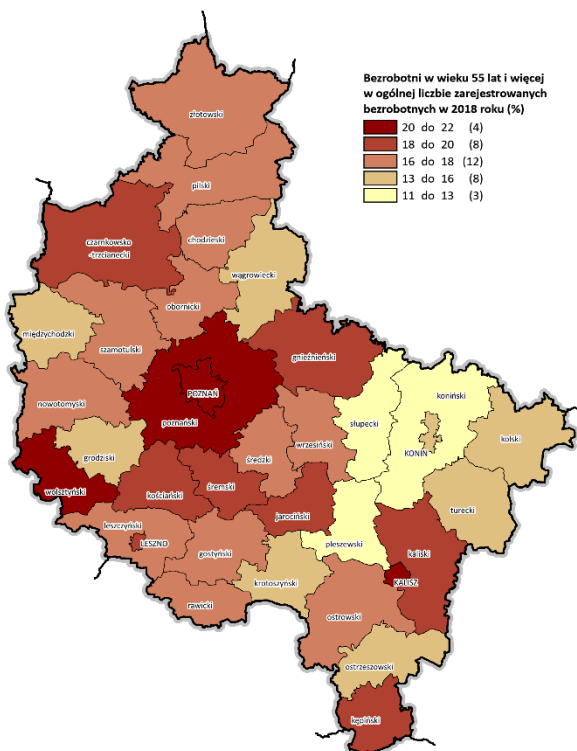 Bezrobotni w wieku 55 lat i więcej
w ogólnej liczbie zarejestrowanych
bezrobotnych w 2018 roku (%)
20 do 22 (4)
18 do 20 (8)
16 do 18 (12)
13 do 16 (8)
11 do 13 (3)
złotowski
pilski
czarnkowsko
-trzcianecki
chodzieski
wągrowiecki
obornicki
międzychodzki
szamotulski
gnieźnieński
POZNAŃ
nowotomyski
poznański
słupecki
koniński
KONIN
kolski
grodziski
średzki
wrzesiński
wolsztyński
kościański
śremski
jarociński
turecki
leszczyński
LESZNO
gostyński
pleszewski
kaliski
KALISZ
krotoszyński
rawicki
ostrowski
ostrzeszowski
kępiński